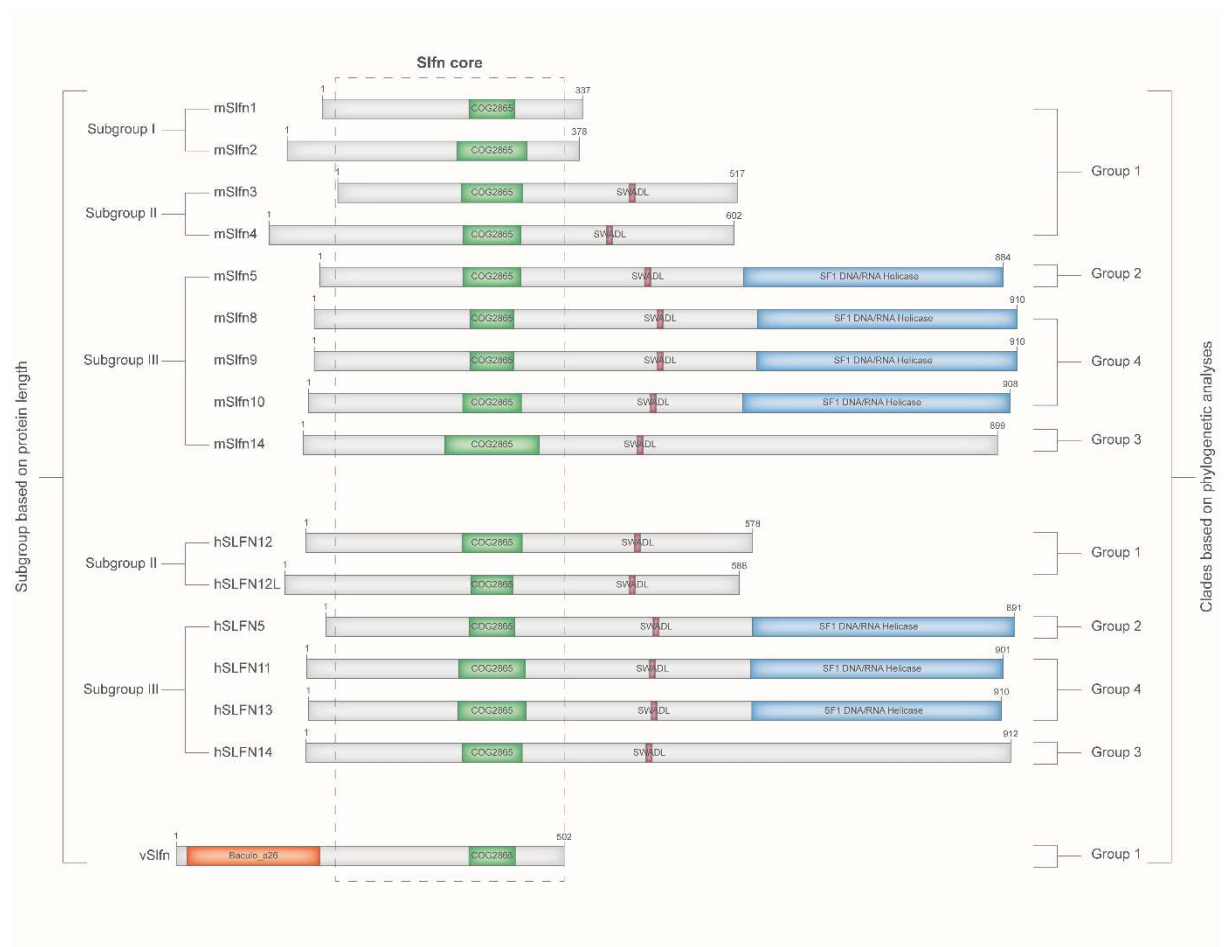 Slfn core
Subgroup based on protein length
Clades based on phylogenetic analyses
Subgroup I
mSlfn1
1
COG2865
337
mSlfn2
1
COG2865
378
Group 1
Subgroup II
mSlfn3
1
COG2865
SWADL
517
mSlfn4
1
COG2865
SWADL
602
Subgroup III
mSlfn5
1
COG2865
SWADL
SF1 DNA/RNA Helicase
884
Group 2
mSlfn8
1
COG2865
SWADL
SF1 DNA/RNA Helicase
910
mSlfn9
1
COG2865
SWADL
SF1 DNA/RNA Helicase
910
Group 4
mSlfn10
1
COG2865
SWADL
SF1 DNA/RNA Helicase
908
mSlfn14
1
COG2865
SWADL
899
Group 3
Subgroup II
hSLFN12
1
COG2865
SWADL
578
Group 1
hSLFN12L
1
COG2865
SWADL
588
Subgroup III
hSLFN5
1
COG2865
SWADL
SF1 DNA/RNA Helicase
891
Group 2
hSLFN11
1
COG2865
SWADL
SF1 DNA/RNA Helicase
901
Group 4
hSLFN13
1
COG2865
SWADL
SF1 DNA/RNA Helicase
910
hSLFN14
1
COG2865
SWADL
912
Group 3
vSlfn
1
Baculo_p26
COG2865
502
Group 1